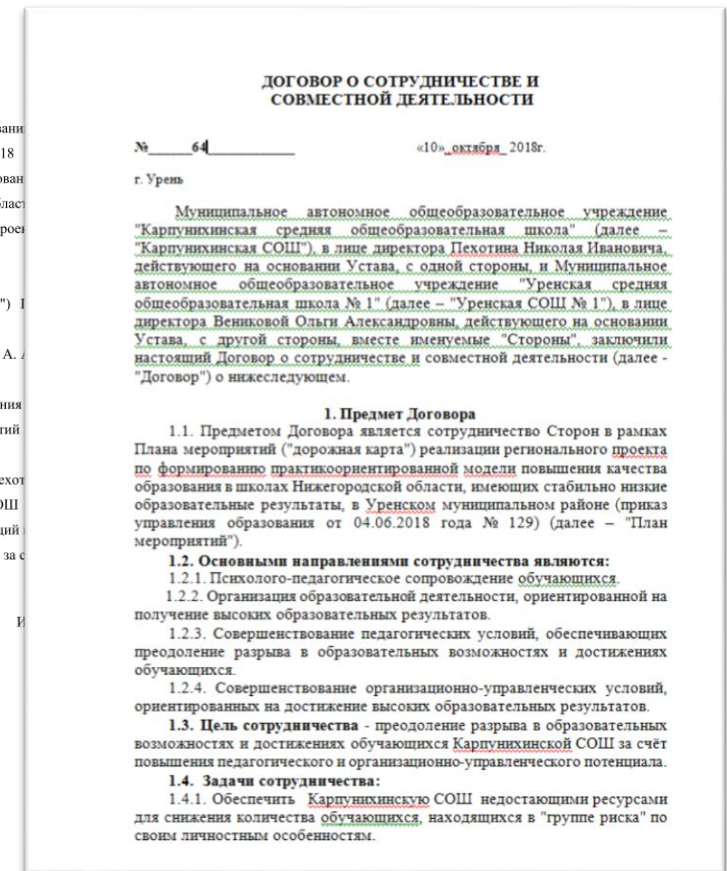 ДОГОВОР О СОТРУДНИЧЕСТВЕ И
СОВМЕСТНОЙ ДЕЯТЕЛЬНОСТИ
№______64_____________ «10»_октября_ 2018г.
г. Урень
Муниципальное автономное общеобразовательное учреждение
"Карпунихинская средняя общеобразовательная школа" (далее –
"Карпунихинская СОШ"), в лице директора Пехотина Николая Ивановича,
действующего на основании Устава, с одной стороны, и Муниципальное
автономное общеобразовательное учреждение "Уренская средняя
общеобразовательная школа № 1" (далее – "Уренская СОШ № 1"), в лице
директора Вениковой Ольги Александровны, действующего на основании
Устава, с другой стороны, вместе именуемые "Стороны", заключили
настоящий Договор о сотрудничестве и совместной деятельности (далее -
"Договор") о нижеследующем.
1. Предмет Договора
1.1. Предметом Договора является сотрудничество Сторон в рамках
Плана мероприятий ("дорожная карта") реализации регионального проекта
по формированию практикоориентированной модели повышения качества
образования в школах Нижегородской области, имеющих стабильно низкие
образовательные результаты, в Уренском муниципальном районе (приказ
управления образования от 04.06.2018 года № 129) (далее – "План
мероприятий").
1.2. Основными направлениями сотрудничества являются:
1.2.1. Психолого-педагогическое сопровождение обучающихся.
1.2.2. Организация образовательной деятельности, ориентированной на
получение высоких образовательных результатов.
1.2.3. Совершенствование педагогических условий, обеспечивающих
преодоление разрыва в образовательных возможностях и достижениях
обучающихся.
1.2.4. Совершенствование организационно-управленческих условий,
ориентированных на достижение высоких образовательных результатов.
1.3. Цель сотрудничества - преодоление разрыва в образовательных
возможностях и достижениях обучающихся Карпунихинской СОШ за счёт
повышения педагогического и организационно-управленческого потенциала.
1.4. Задачи сотрудничества:
1.4.1. Обеспечить Карпунихинскую СОШ недостающими ресурсами
для снижения количества обучающихся, находящихся в "группе риска" по
своим личностным особенностям.